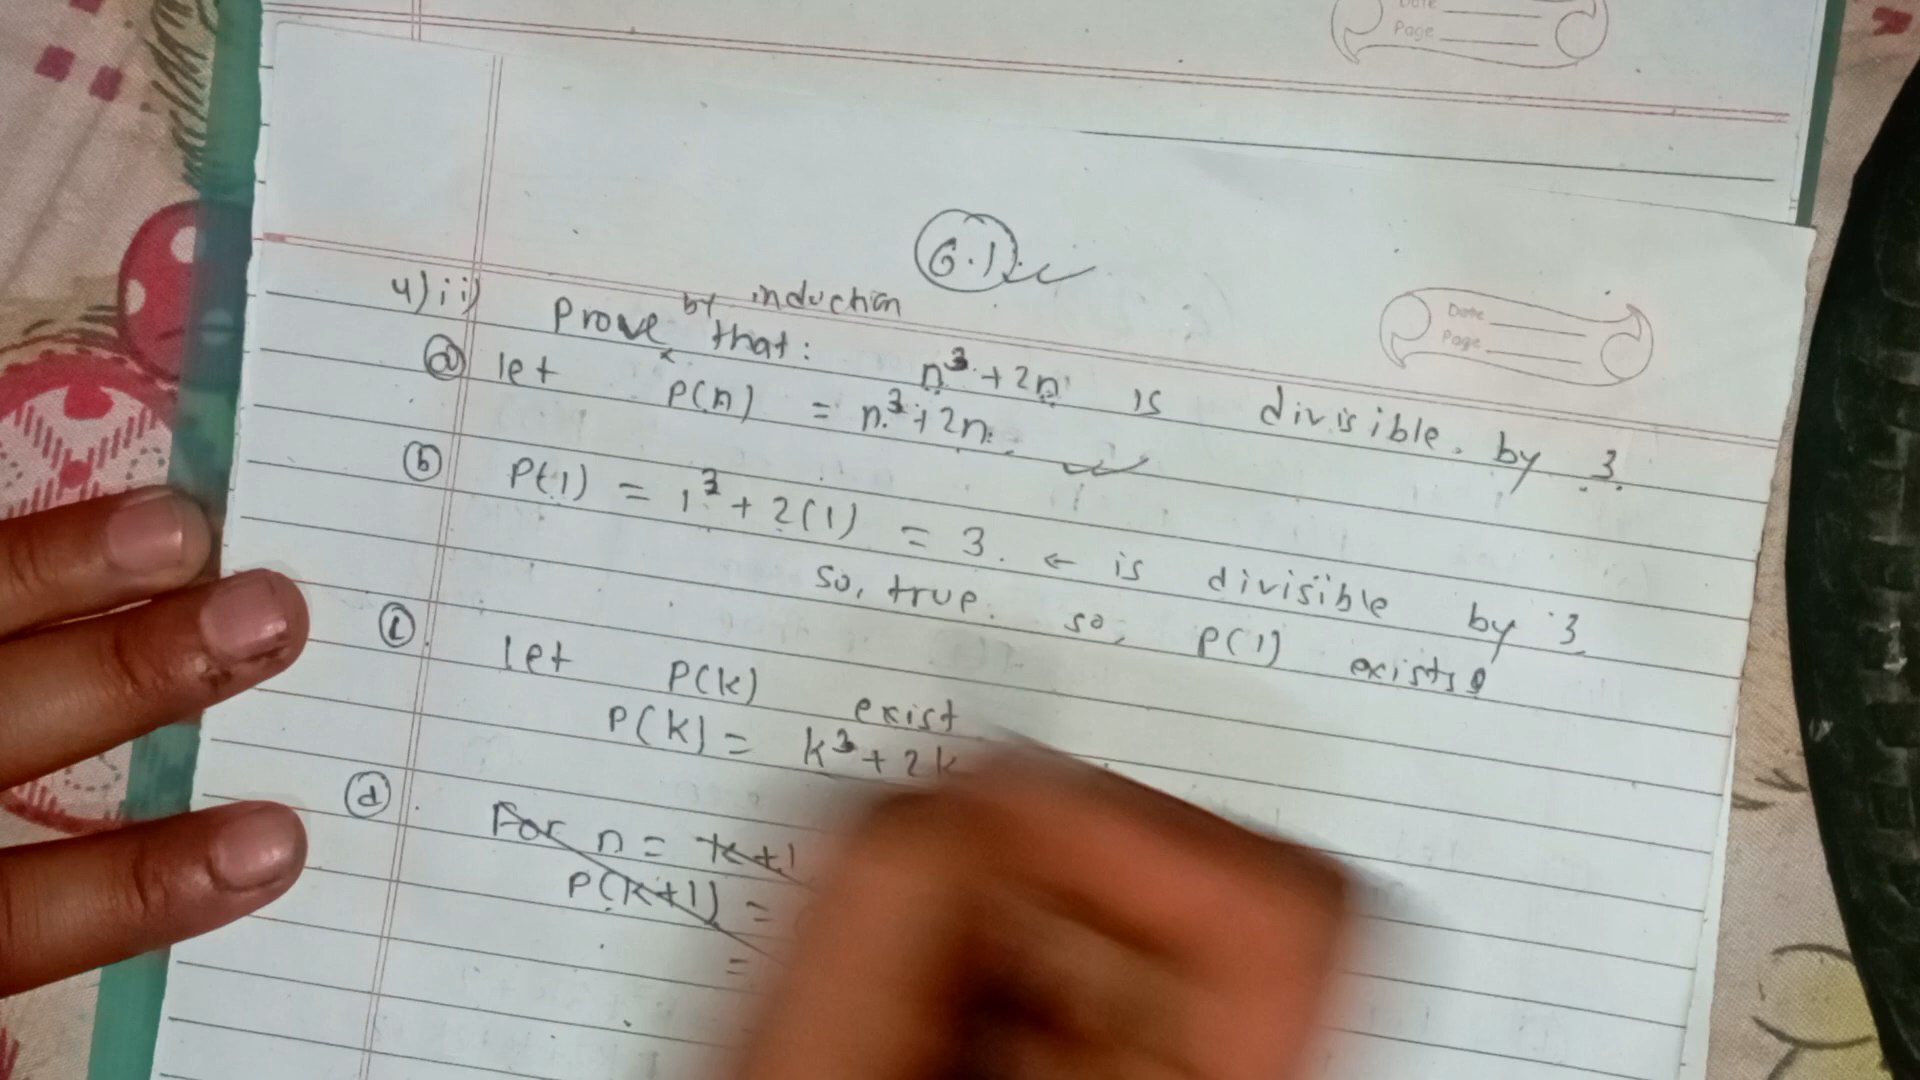 Date
Page
6.1
Date
Page
4) ii) Prove by induction that: n³ + 2n is divisible by 3
(a) let P(n) = n³ + 2n
(b) P(1) = 1³ + 2(1) = 3. ← is divisible by 3
so, true. so, P(1) exists
(c) let P(k) exist
P(k) = k³ + 2k
(d) For n = k+1
P(k+1) =
=